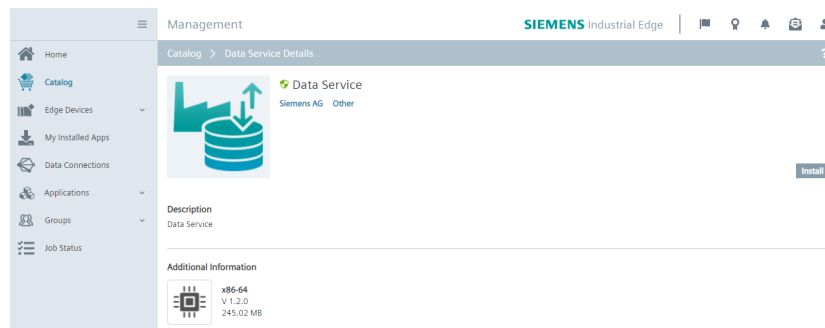 Management
SIEMENS Industrial Edge
Home
Catalog > Data Service Details
?
Catalog
Data Service
Siemens AG Other
Edge Devices
My Installed Apps
Data Connections
Install
Applications
Groups
Description
Data Service
Job Status
Additional Information
x86-64
V 1.2.0
245.02 MB